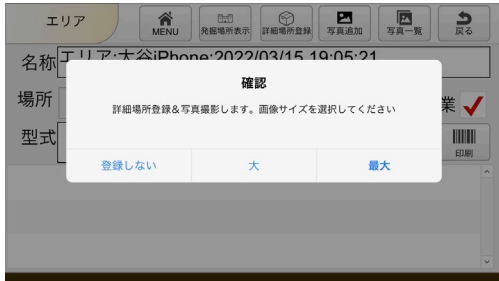 エリア
MENU
発掘場所表示
詳細場所登録
写真追加
写真一覧
戻る
名称
エリア:大谷iPhone:2022/03/15 19:05:21
場所
業
型式
印刷
確認
詳細場所登録&写真撮影します。画像サイズを選択してください
登録しない
大
最大